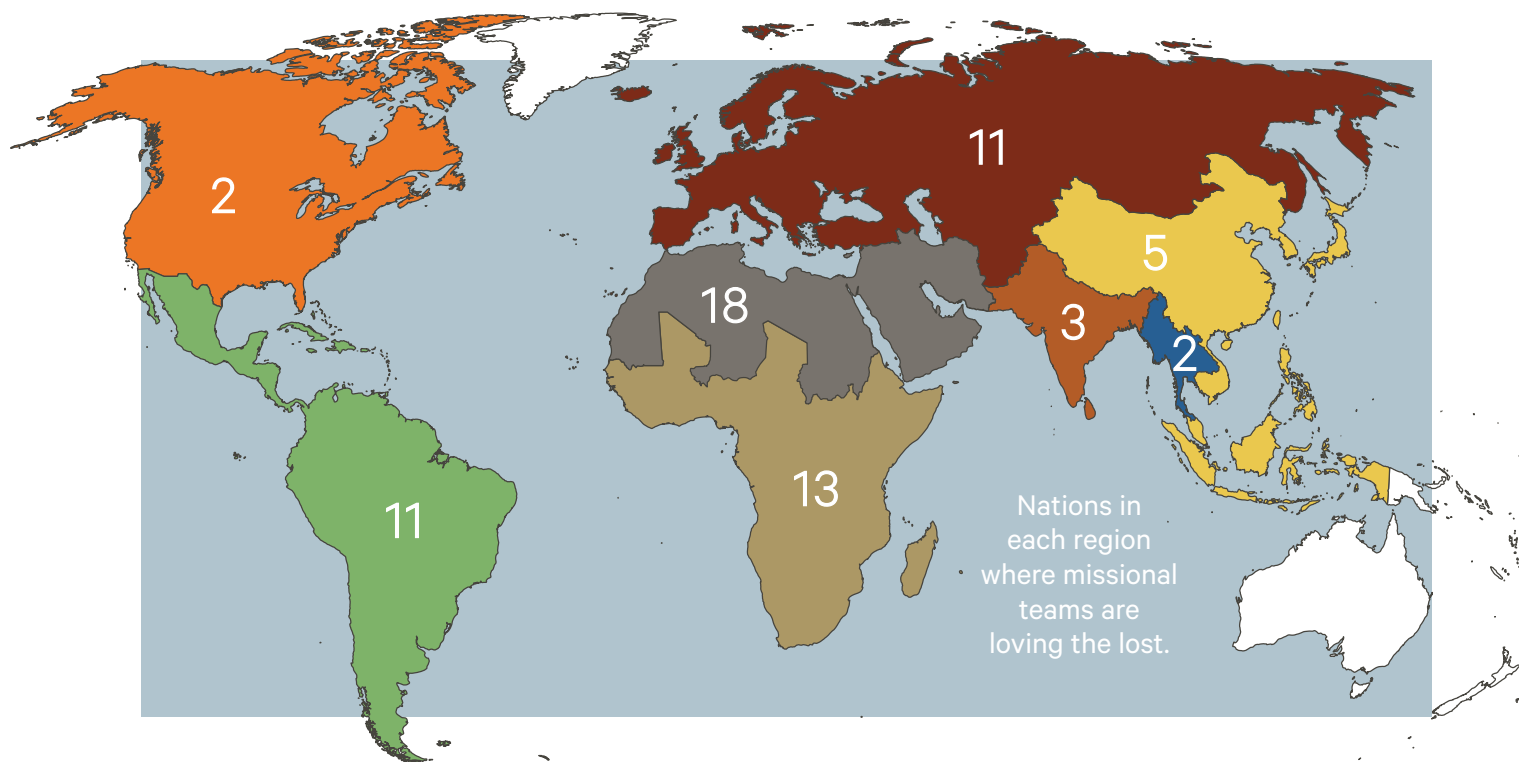 11
2
5
18
3
2
13
11
Nations in
each region
where missional
teams are
loving the lost.